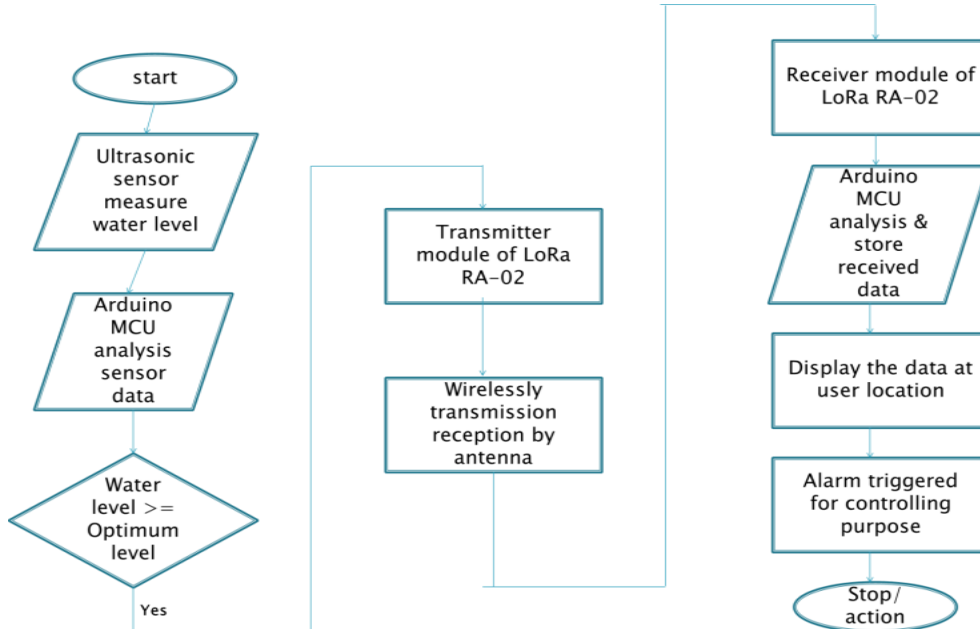 start
Ultrasonic
sensor
measure
water level
Arduino
MCU
analysis
sensor
data
Water
level >=
Optimum
level
Yes
Transmitter
module of LoRa
RA-02
Wirelessly
transmission
reception by
antenna
Receiver module of
LoRa RA-02
Arduino
MCU
analysis &
store
received
data
Display the data at
user location
Alarm triggered
for controlling
purpose
Stop/
action